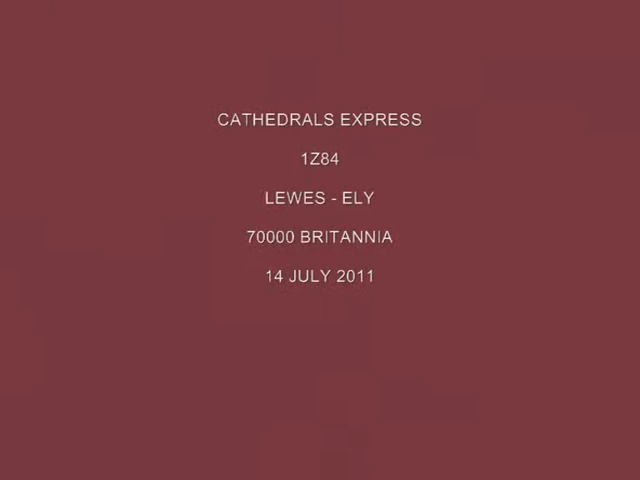 CATHEDRALS EXPRESS
1Z84
LEWES - ELY
70000 BRITANNIA
14 JULY 2011